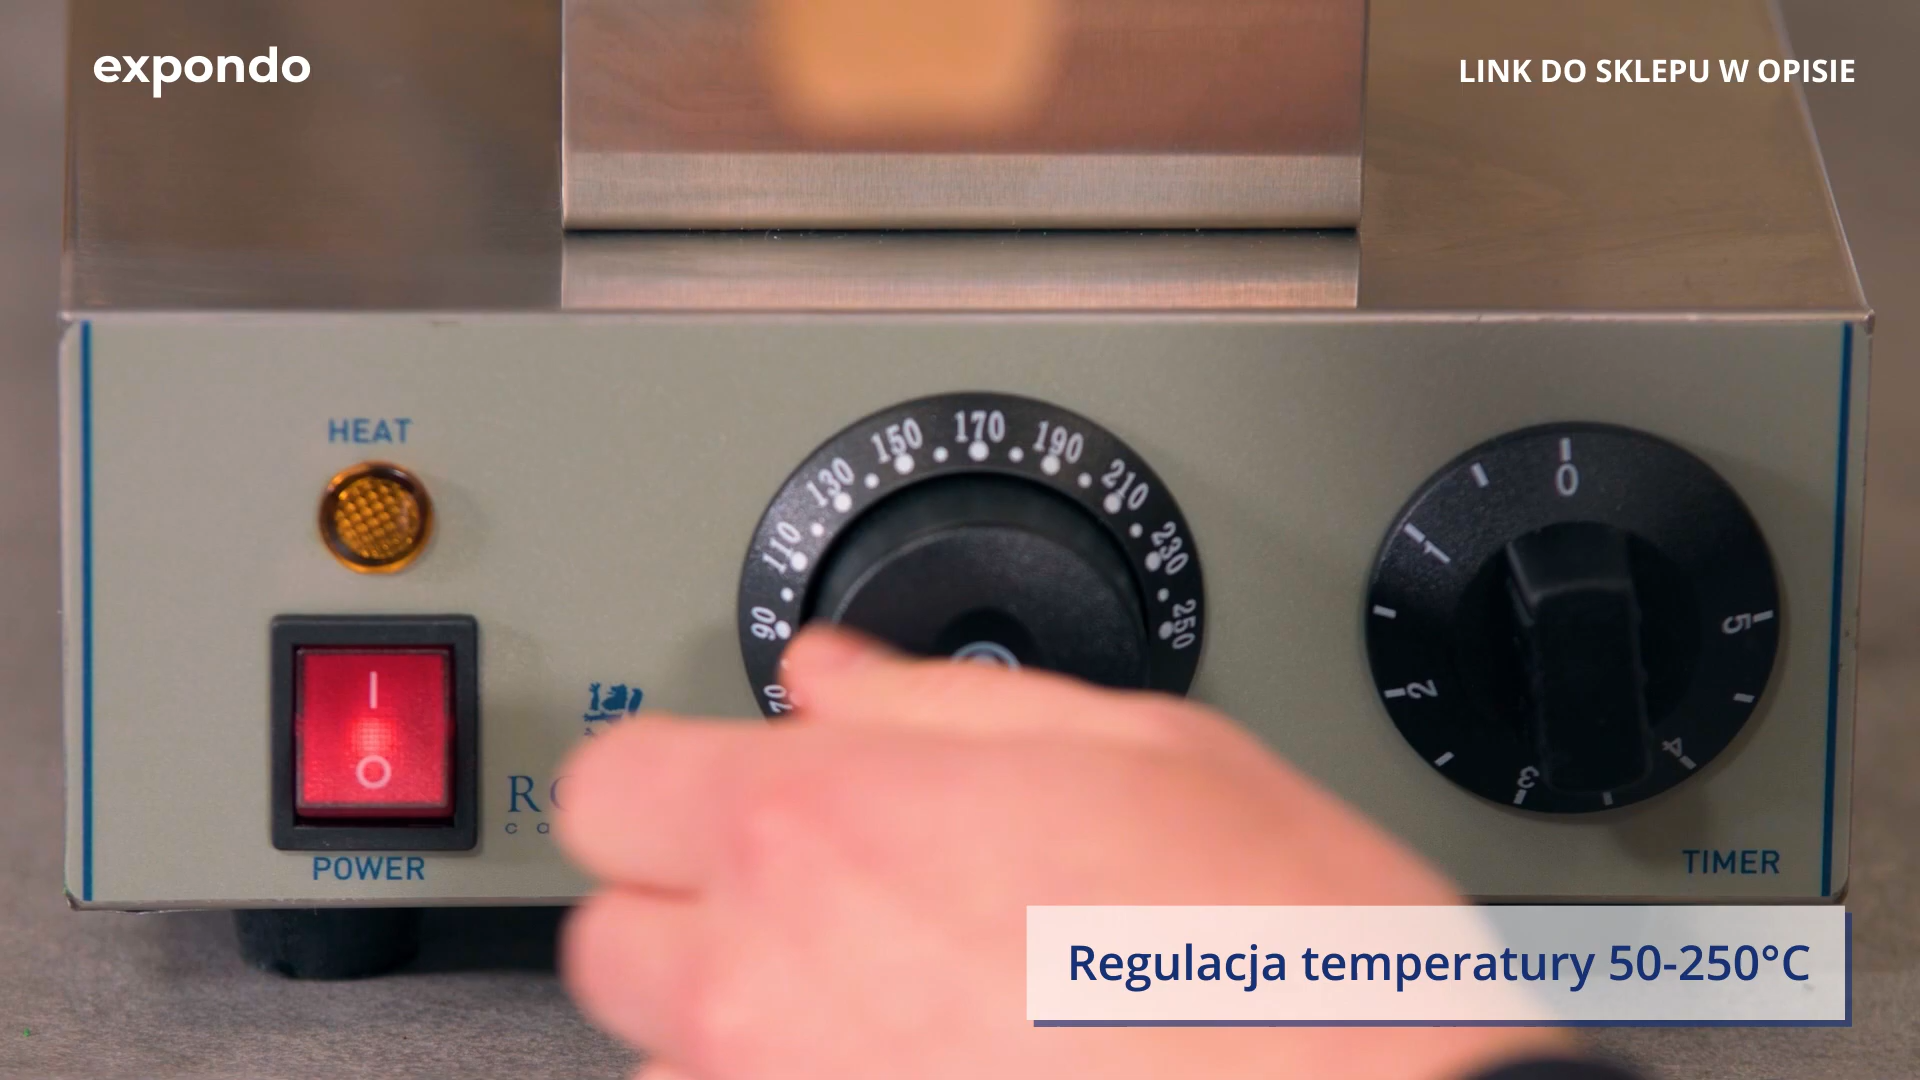 expondo
LINK DO SKLEPU W OPISIE
HEAT
70 90 110 130 150 170 190 210 230 250
0
1
2
3
4
5
I
O
POWER
TIMER
Regulacja temperatury 50-250°C